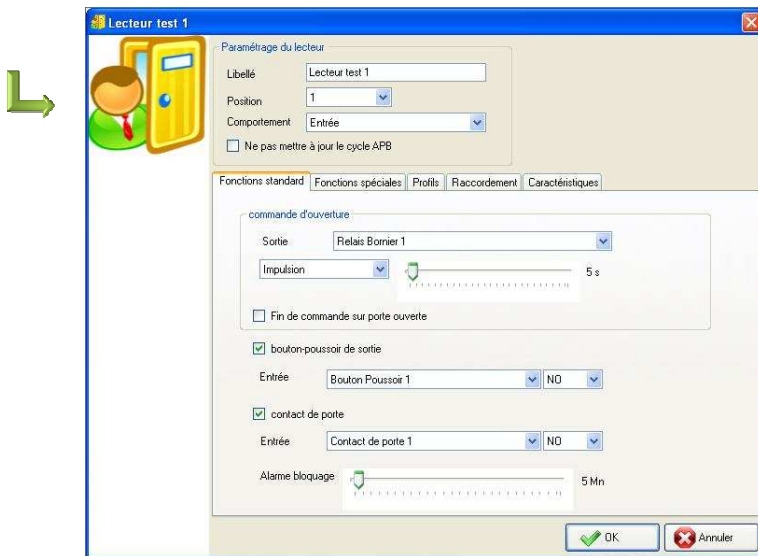 Lecteur test 1
Paramétrage du lecteur
Libellé Lecteur test 1
Position 1
Comportement Entrée
Ne pas mettre à jour le cycle APB
Fonctions standard Fonctions spéciales Profils Raccordement Caractéristiques
commande d'ouverture
Sortie Relais Bornier 1
Impulsion 5 s
Fin de commande sur porte ouverte
bouton-poussoir de sortie
Entrée Bouton Poussoir 1 NO
contact de porte
Entrée Contact de porte 1 NO
Alarme bloquage 5 Mn
OK Annuler